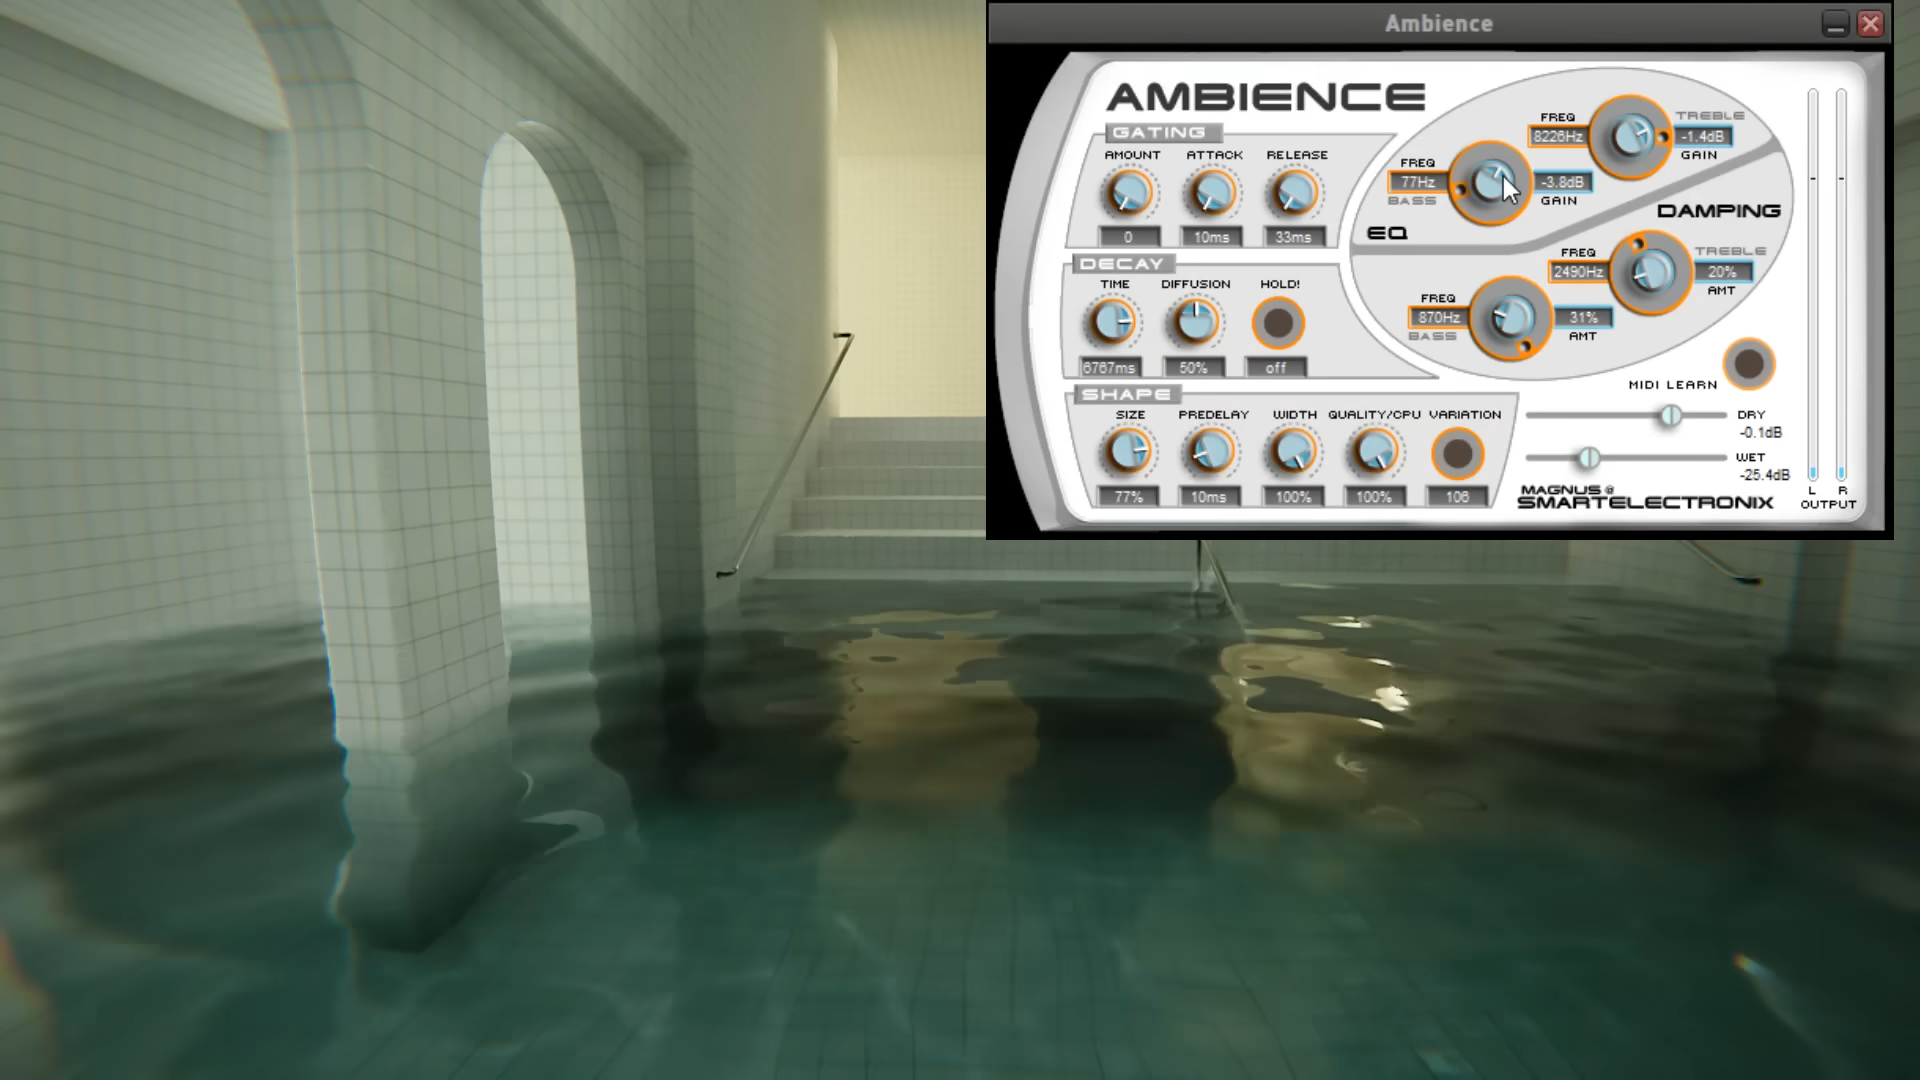 Ambience
AMBIENCE
GATING
AMOUNT ATTACK RELEASE
0 10ms 33ms
DECAY
TIME DIFFUSION HOLD!
6767ms 50% off
SHAPE
SIZE PREDELAY WIDTH QUALITY/CPU VARIATION
77% 10ms 100% 100% 106
FREQ TREBLE
8226Hz -1.4dB
GAIN
FREQ
77Hz -3.8dB
BASS GAIN
EQ
DAMPING
FREQ TREBLE
2490Hz 20%
AMT
FREQ
870Hz 31%
BASS AMT
MIDI LEARN
DRY
-0.1dB
WET
-25.4dB
MAGNUS @
SMARTELECTRONIX
L R
OUTPUT